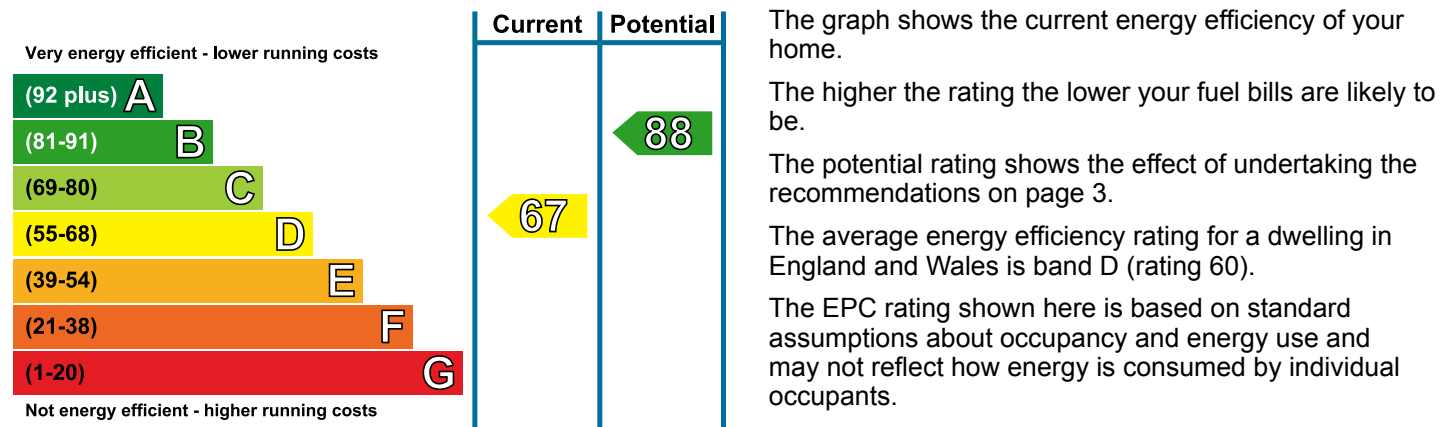 Current Potential
Very energy efficient - lower running costs
(92 plus) A
(81-91) B
88
(69-80) C
(55-68) D
67
(39-54) E
(21-38) F
(1-20) G
Not energy efficient - higher running costs
The graph shows the current energy efficiency of your
home.
The higher the rating the lower your fuel bills are likely to
be.
The potential rating shows the effect of undertaking the
recommendations on page 3.
The average energy efficiency rating for a dwelling in
England and Wales is band D (rating 60).
The EPC rating shown here is based on standard
assumptions about occupancy and energy use and
may not reflect how energy is consumed by individual
occupants.